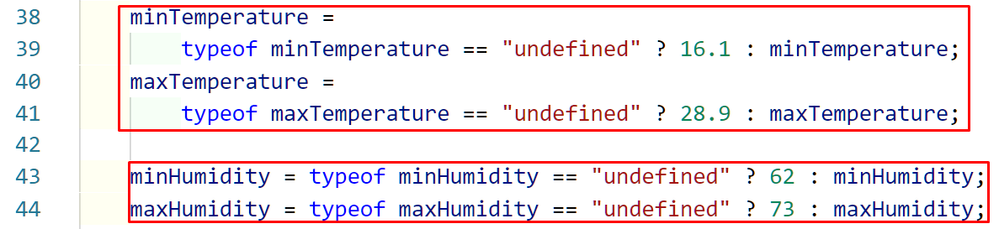 38 minTemperature =
39 typeof minTemperature == "undefined" ? 16.1 : minTemperature;
40 maxTemperature =
41 typeof maxTemperature == "undefined" ? 28.9 : maxTemperature;
42
43 minHumidity = typeof minHumidity == "undefined" ? 62 : minHumidity;
44 maxHumidity = typeof maxHumidity == "undefined" ? 73 : maxHumidity;